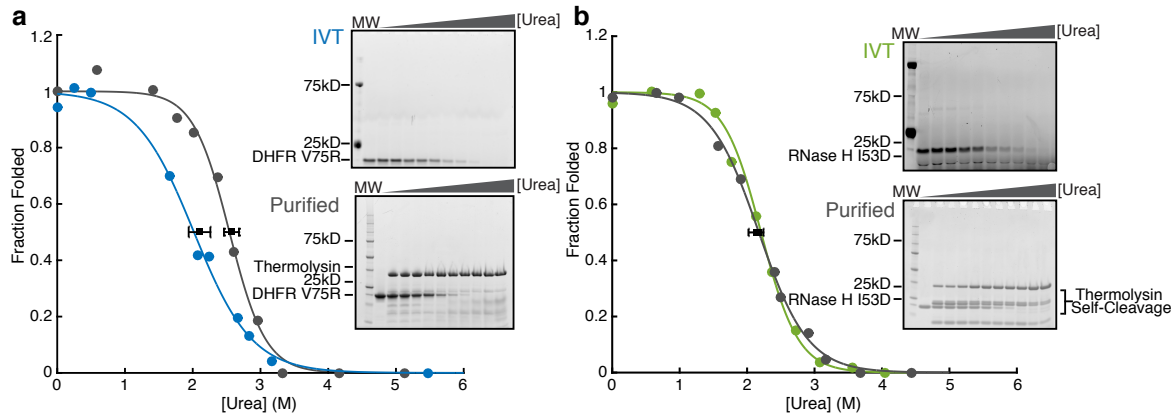 a
IVT
MW
[Urea]
75kD
25kD
DHFR V75R
Purified
MW
[Urea]
75kD
Thermolysin
25kD
DHFR V75R
Fraction Folded
1.2
1
0.8
0.6
0.4
0.2
0
0
1
2
3
4
5
6
[Urea] (M)
b
IVT
MW
[Urea]
75kD
25kD
RNase H I53D
Purified
MW
[Urea]
75kD
25kD
RNase H I53D
Thermolysin
Self-Cleavage
Fraction Folded
1.2
1
0.8
0.6
0.4
0.2
0
0
1
2
3
4
5
6
[Urea] (M)